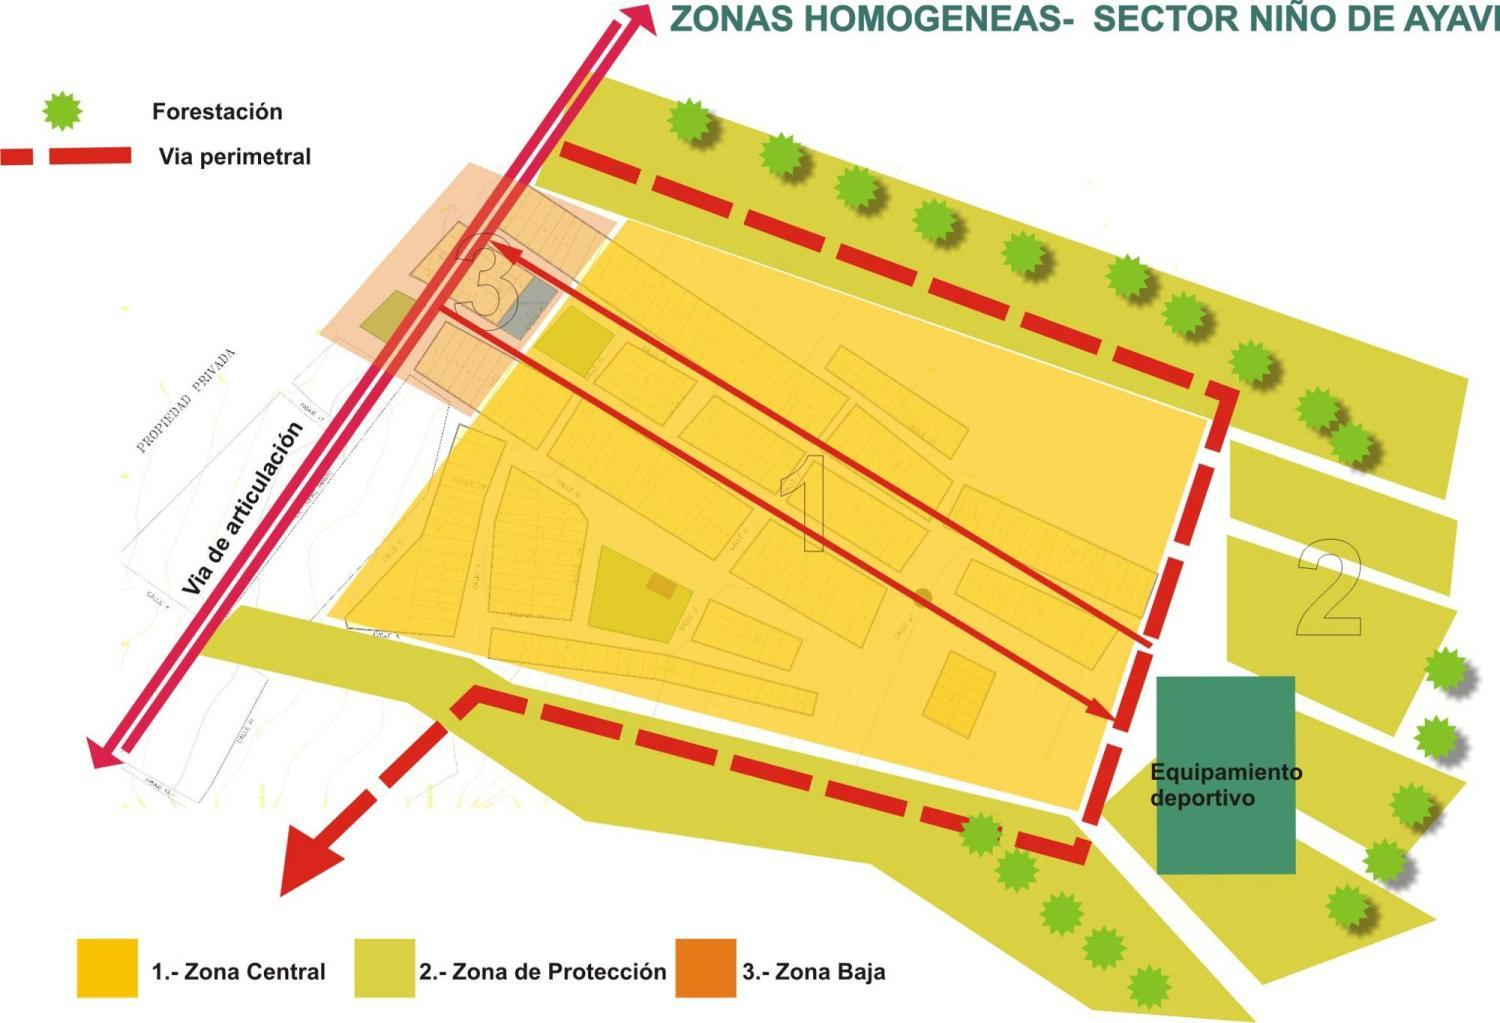 ZONAS HOMOGENEAS- SECTOR NIÑO DE AYAVI
Forestación
Via perimetral
3
PROPIEDAD PRIVADA
Via de articulación
1
2
Equipamiento
deportivo
1.- Zona Central
2.- Zona de Protección
3.- Zona Baja